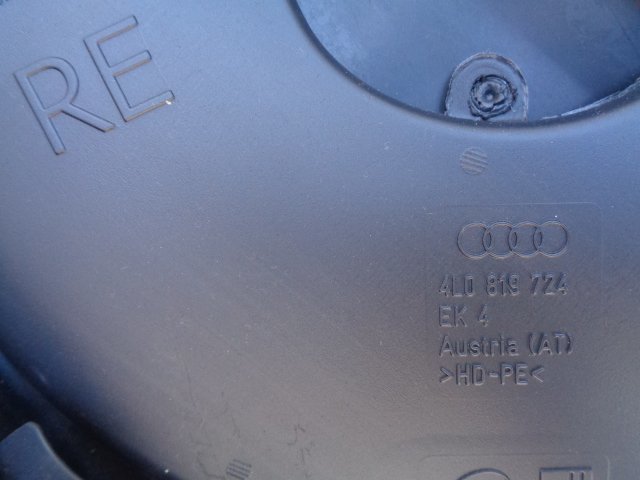 RE
4L0 819 724
EK 4
Austria (AT)
>HD-PE<